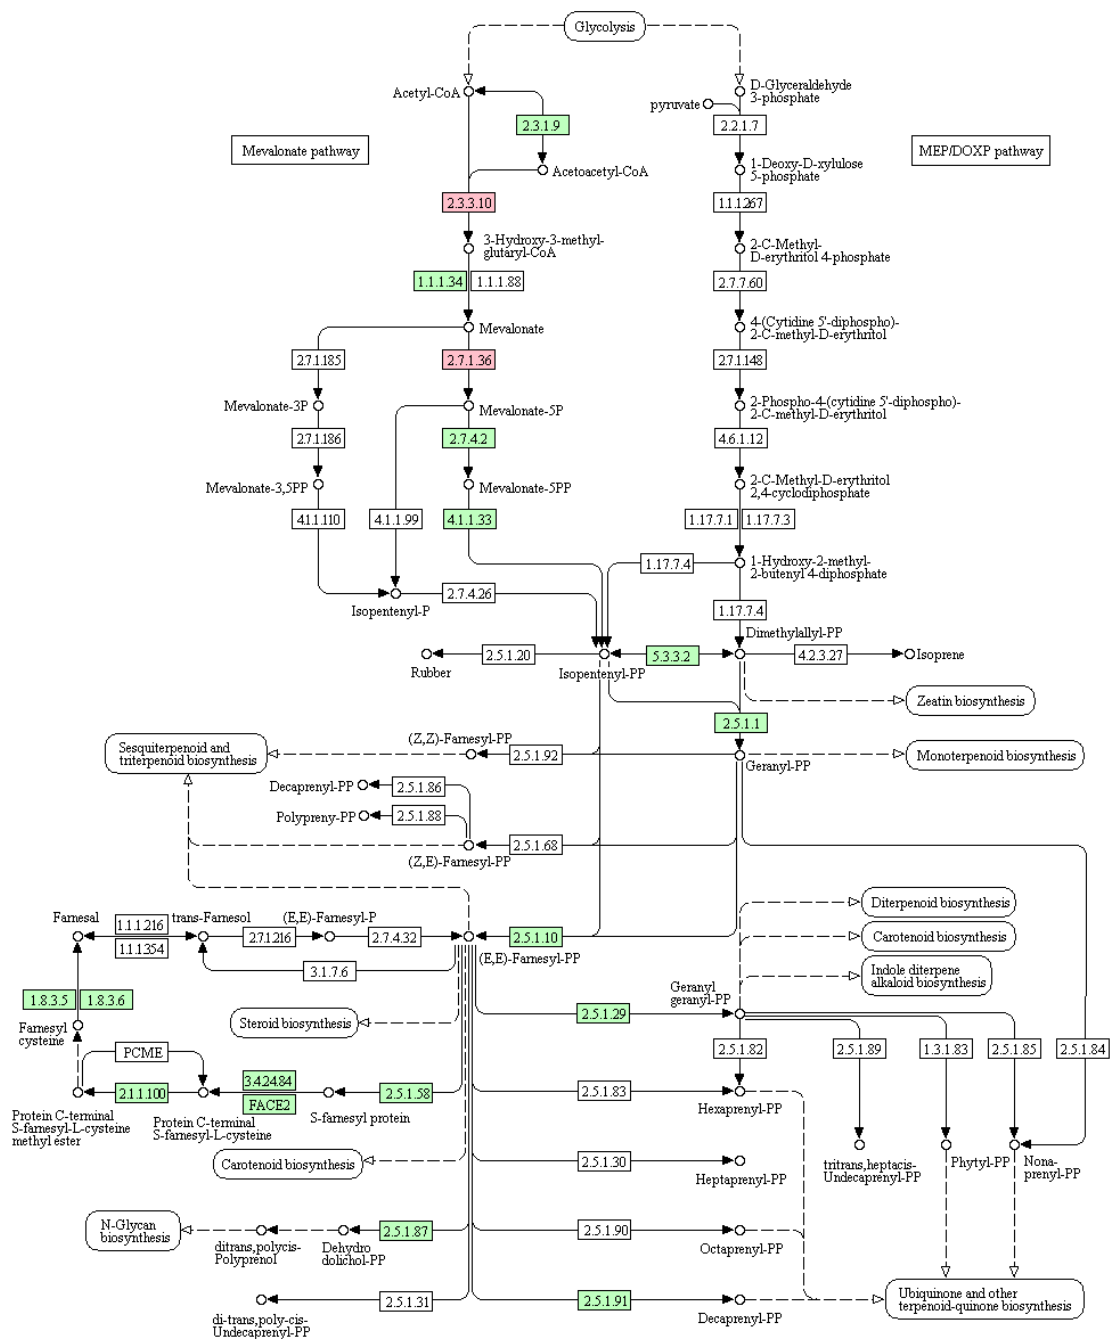 Glycolysis
Acetyl-CoA
D-Glyceraldehyde
3-phosphate
pyruvate
2.3.1.9
2.2.1.7
Mevalonate pathway
MEP/DOXP pathway
Acetoacetyl-CoA
1-Deoxy-D-xylulose
5-phosphate
2.3.3.10
1.1.1.267
3-Hydroxy-3-methyl-
glutaryl-CoA
2-C-Methyl-
D-erythritol 4-phosphate
1.1.1.34
1.1.1.88
2.7.7.60
Mevalonate
4-(Cytidine 5'-diphospho)-
2-C-methyl-D-erythritol
2.7.1.185
2.7.1.36
2.7.1.148
Mevalonate-3P
Mevalonate-5P
2-Phospho-4-(cytidine 5'-diphospho)-
2-C-methyl-D-erythritol
2.7.1.186
2.7.4.2
4.6.1.12
Mevalonate-3,5PP
Mevalonate-5PP
2-C-Methyl-D-erythritol
2,4-cyclodiphosphate
4.1.1.110
4.1.1.99
4.1.1.33
1.17.7.1
1.17.7.3
1.17.7.4
1-Hydroxy-2-methyl-
2-butenyl 4-diphosphate
Isopentenyl-P
2.7.4.26
1.17.7.4
Dimethylallyl-PP
Rubber
2.5.1.20
Isopentenyl-PP
5.3.3.2
4.2.3.27
Isoprene
Zeatin biosynthesis
2.5.1.1
Sesquiterpenoid and
triterpenoid biosynthesis
(Z,Z)-Farnesyl-PP
2.5.1.92
Geranyl-PP
Monoterpenoid biosynthesis
Decaprenyl-PP
2.5.1.86
Polypreny-PP
2.5.1.88
(Z,E)-Farnesyl-PP
2.5.1.68
Diterpenoid biosynthesis
Farnesal
1.1.1.216
1.1.1.354
trans-Farnesol
2.7.1.216
(E,E)-Farnesyl-P
2.7.4.32
2.5.1.10
(E,E)-Farnesyl-PP
Carotenoid biosynthesis
3.1.7.6
Indole diterpene
alkaloid biosynthesis
1.8.3.5
1.8.3.6
Geranyl
geranyl-PP
Farnesyl
cysteine
Steroid biosynthesis
2.5.1.29
PCME
2.5.1.82
2.5.1.89
1.3.1.83
2.5.1.85
2.5.1.84
2.1.1.100
3.4.24.84
FACE2
2.5.1.58
2.5.1.83
Protein C-terminal
S-farnesyl-L-cysteine
methyl ester
Protein C-terminal
S-farnesyl-L-cysteine
S-farnesyl protein
Hexaprenyl-PP
Carotenoid biosynthesis
2.5.1.30
Heptaprenyl-PP
tritrans,heptacis-
Undecaprenyl-PP
Phytyl-PP
Nona-
prenyl-PP
N-Glycan
biosynthesis
ditrans,polycis-
Polyprenol
Dehydro
dolichol-PP
2.5.1.87
2.5.1.90
Octaprenyl-PP
di-trans,poly-cis-
Undecaprenyl-PP
2.5.1.31
2.5.1.91
Decaprenyl-PP
Ubiquinone and other
terpenoid-quinone biosynthesis